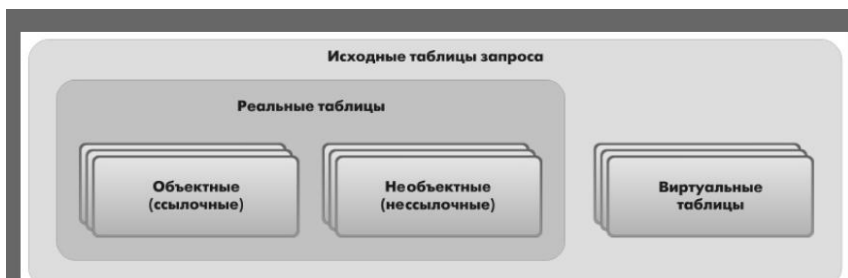 Исходные таблицы запроса
Реальные таблицы
Объектные
(ссылочные)
Необъектные
(нессылочные)
Виртуальные
таблицы